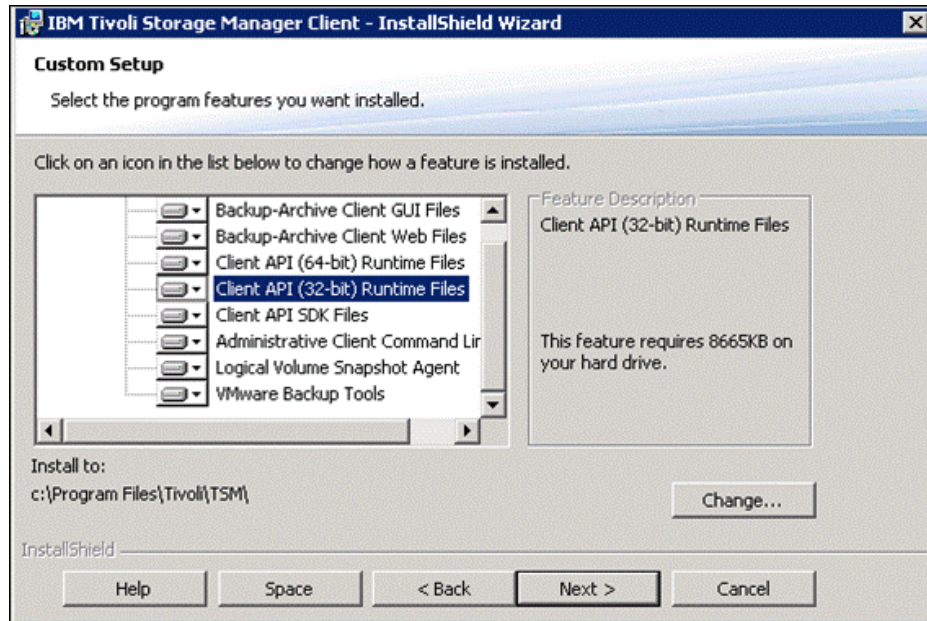 IBM Tivoli Storage Manager Client - InstallShield Wizard
Custom Setup
Select the program features you want installed.
Click on an icon in the list below to change how a feature is installed.
Backup-Archive Client GUI Files
Backup-Archive Client Web Files
Client API (64-bit) Runtime Files
Client API (32-bit) Runtime Files
Client API SDK Files
Administrative Client Command Lir
Logical Volume Snapshot Agent
VMware Backup Tools
Feature Description
Client API (32-bit) Runtime Files
This feature requires 8665KB on
your hard drive.
Install to:
c:\Program Files\Tivoli\TSM\
Change...
InstallShield
Help
Space
< Back
Next >
Cancel